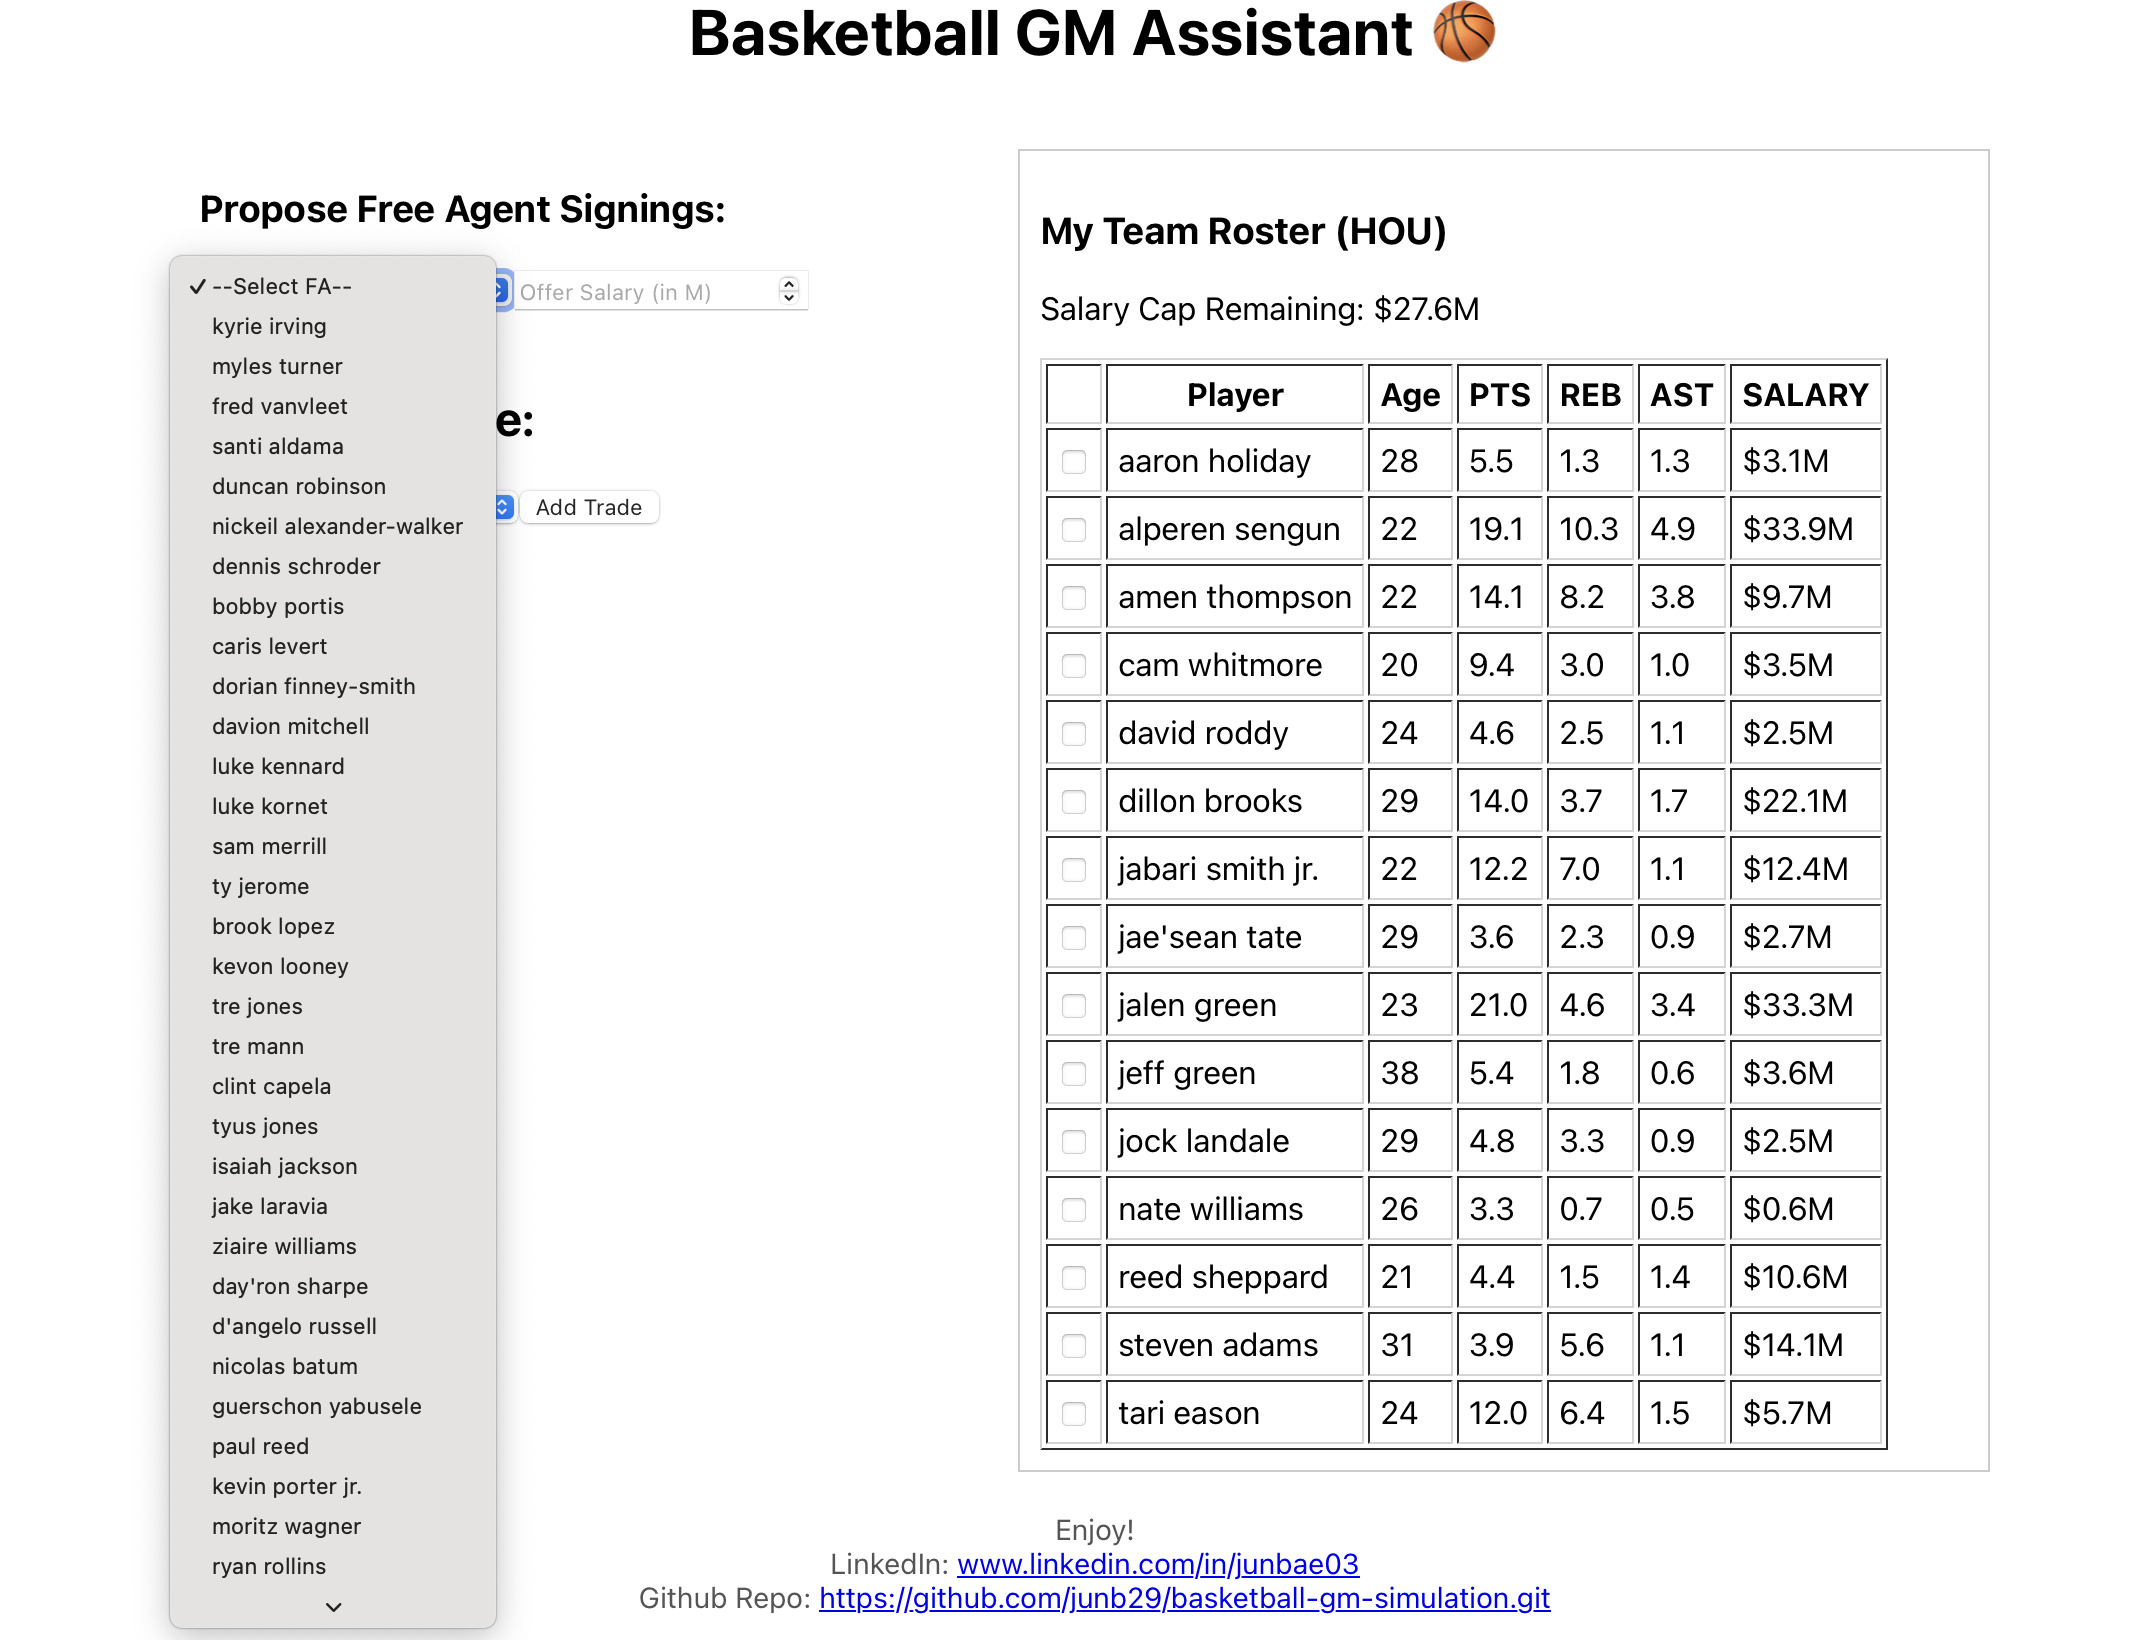 Basketball GM Assistant 🏀
Propose Free Agent Signings:
✓ --Select FA--
Offer Salary (in M)
kyrie irving
myles turner
fred vanvleet
santi aldama
duncan robinson
nickeil alexander-walker
dennis schroder
bobby portis
caris levert
dorian finney-smith
davion mitchell
luke kennard
luke kornet
sam merrill
ty jerome
brook lopez
kevon looney
tre jones
tre mann
clint capela
tyus jones
isaiah jackson
jake laravia
ziaire williams
day'ron sharpe
d'angelo russell
nicolas batum
guerschon yabusele
paul reed
kevin porter jr.
moritz wagner
ryan rollins
e:
Add Trade
My Team Roster (HOU)
Salary Cap Remaining: $27.6M
Player Age PTS REB AST SALARY
aaron holiday 28 5.5 1.3 1.3 $3.1M
alperen sengun 22 19.1 10.3 4.9 $33.9M
amen thompson 22 14.1 8.2 3.8 $9.7M
cam whitmore 20 9.4 3.0 1.0 $3.5M
david roddy 24 4.6 2.5 1.1 $2.5M
dillon brooks 29 14.0 3.7 1.7 $22.1M
jabari smith jr. 22 12.2 7.0 1.1 $12.4M
jae'sean tate 29 3.6 2.3 0.9 $2.7M
jalen green 23 21.0 4.6 3.4 $33.3M
jeff green 38 5.4 1.8 0.6 $3.6M
jock landale 29 4.8 3.3 0.9 $2.5M
nate williams 26 3.3 0.7 0.5 $0.6M
reed sheppard 21 4.4 1.5 1.4 $10.6M
steven adams 31 3.9 5.6 1.1 $14.1M
tari eason 24 12.0 6.4 1.5 $5.7M
Enjoy!
LinkedIn: www.linkedin.com/in/junbae03
Github Repo: https://github.com/junb29/basketball-gm-simulation.git